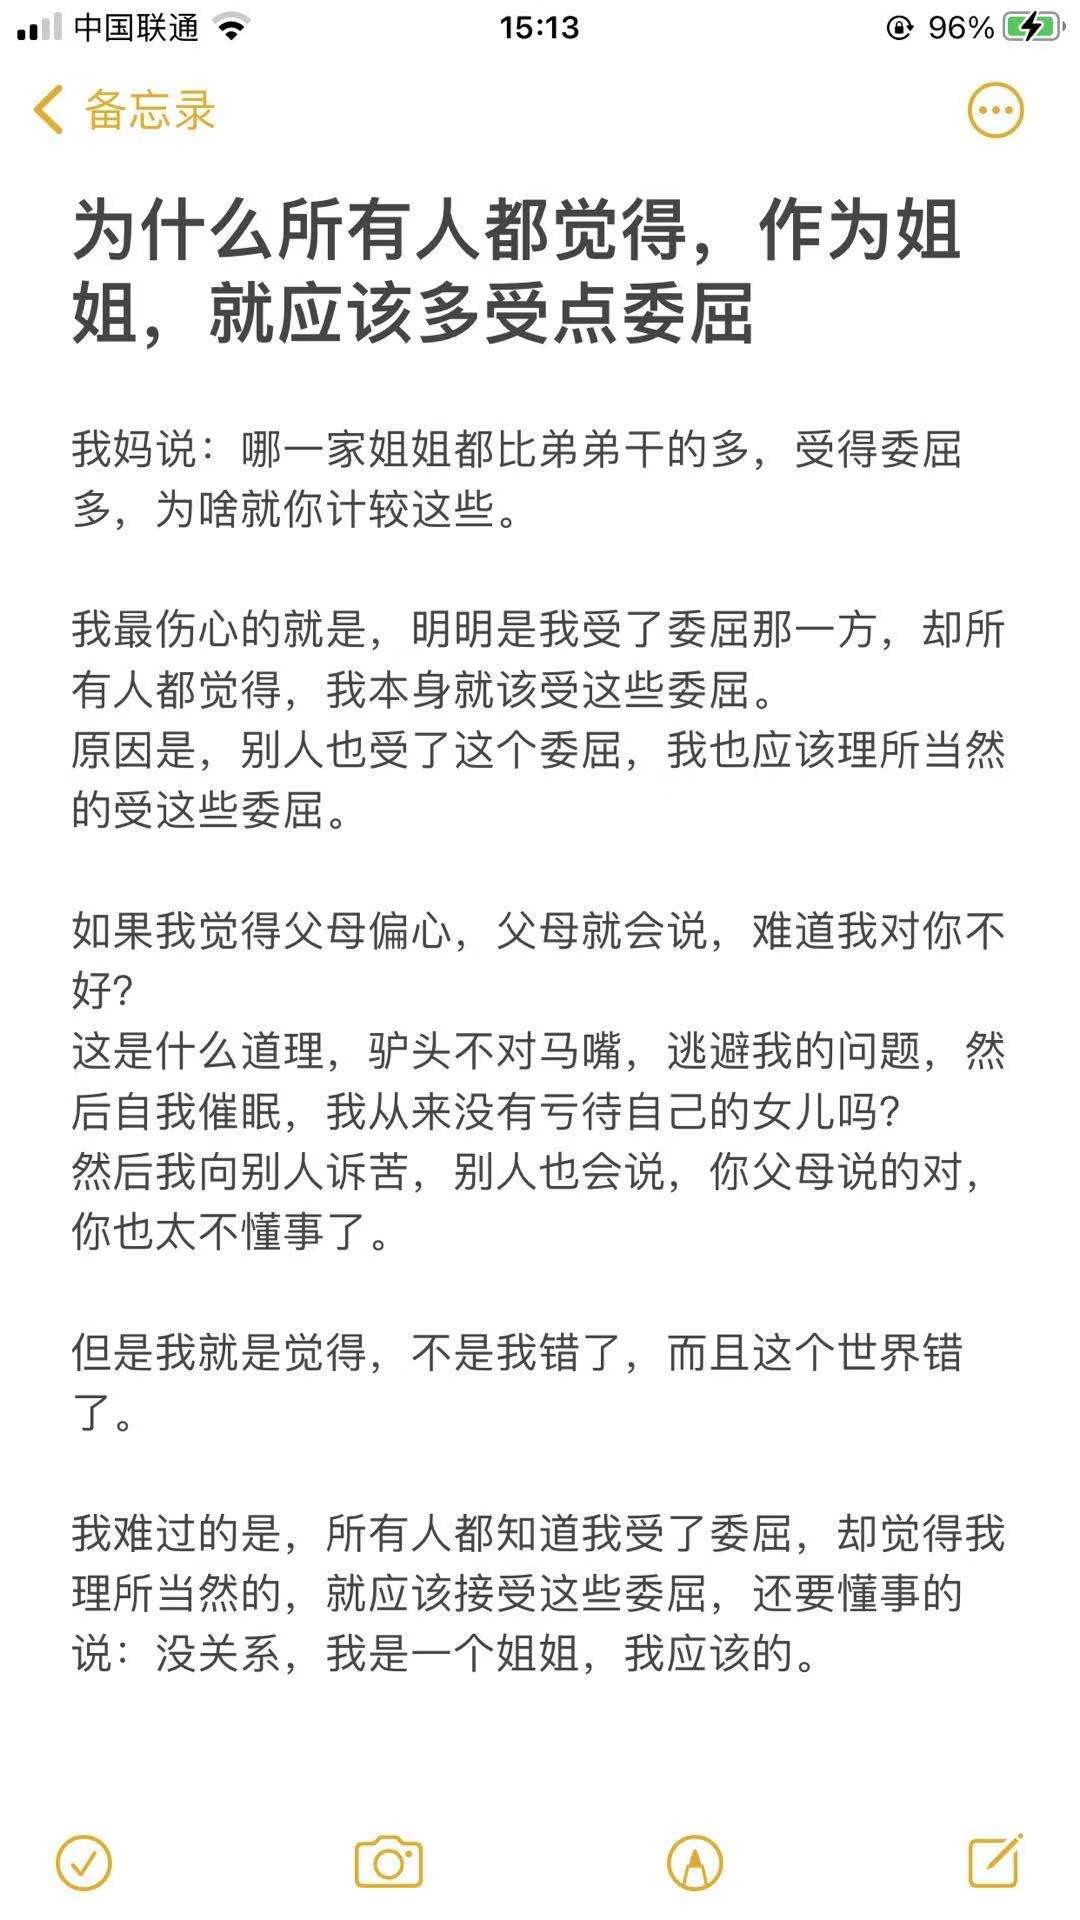 中国联通
15:13
96%
备忘录
为什么所有人都觉得，作为姐
姐，就应该多受点委屈
我妈说：哪一家姐姐都比弟弟干的多，受得委屈
多，为啥就你计较这些。
我最伤心的就是，明明是我受了委屈那一方，却所
有人都觉得，我本身就该受这些委屈。
原因是，别人也受了这个委屈，我也应该理所当然
的受这些委屈。
如果我觉得父母偏心，父母就会说，难道我对你不
好？
这是什么道理，驴头不对马嘴，逃避我的问题，然
后自我催眠，我从来没有亏待自己的女儿吗？
然后我向别人诉苦，别人也会说，你父母说的对，
你也太不懂事了。
但是我就是觉得，不是我错了，而且这个世界错
了。
我难过的是，所有人都知道我受了委屈，却觉得我
理所当然的，就应该接受这些委屈，还要懂事的
说：没关系，我是一个姐姐，我应该的。